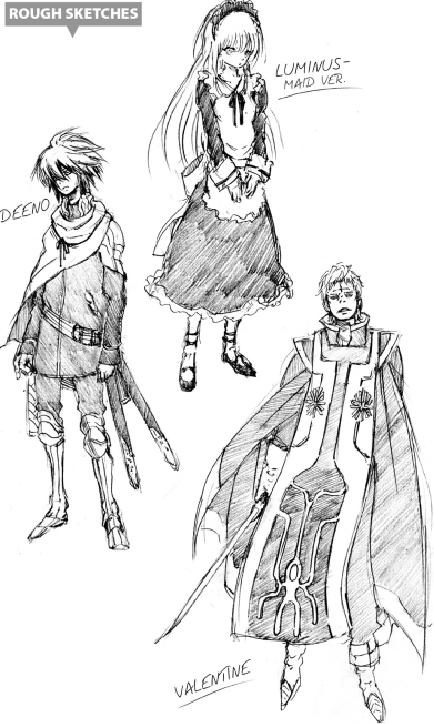 ROUGH SKETCHES
LUMINUS-
MAID VER.
DEENO
VALENTINE